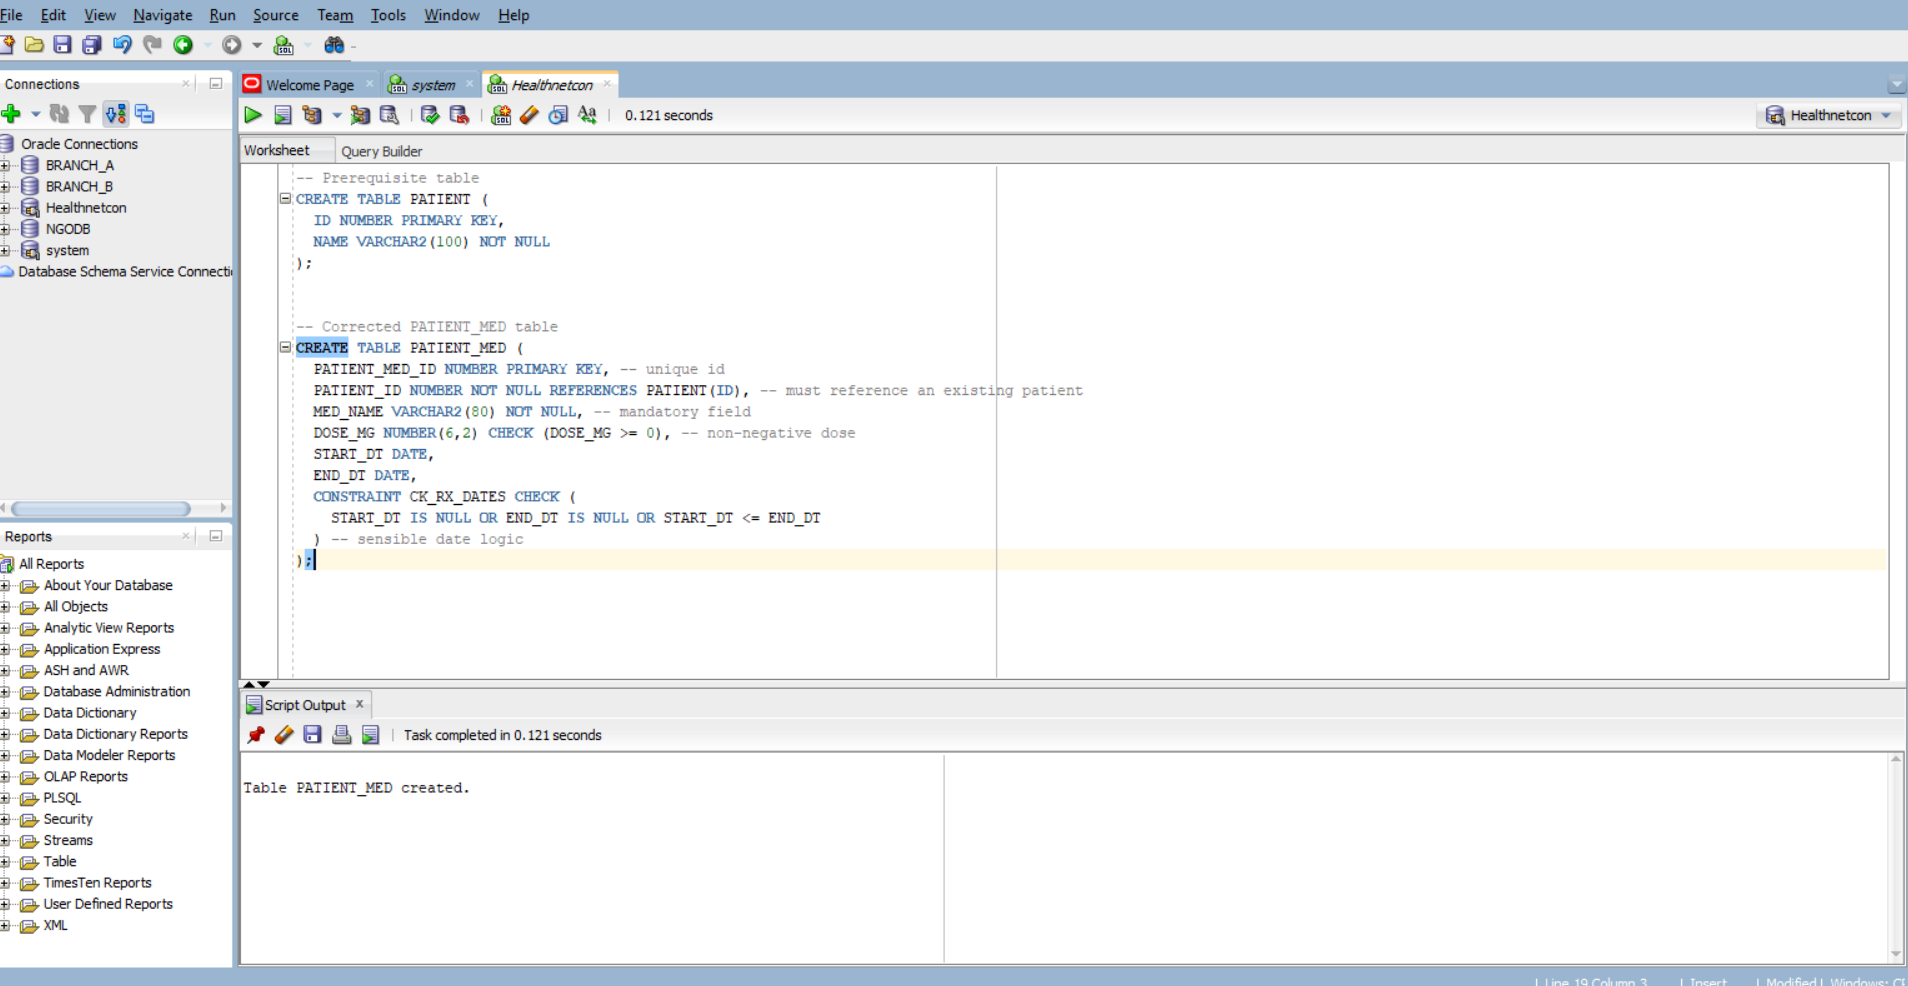 File Edit View Navigate Run Source Team Tools Window Help
Connections
Welcome Page
system
Healthnetcon
0.121 seconds
Healthnetcon
Oracle Connections
BRANCH_A
BRANCH_B
Healthnetcon
NGODB
system
Database Schema Service Connecti
Worksheet
Query Builder
-- Prerequisite table
CREATE TABLE PATIENT (
ID NUMBER PRIMARY KEY,
NAME VARCHAR2(100) NOT NULL
);
-- Corrected PATIENT_MED table
CREATE TABLE PATIENT_MED (
PATIENT_MED_ID NUMBER PRIMARY KEY, -- unique id
PATIENT_ID NUMBER NOT NULL REFERENCES PATIENT(ID), -- must reference an existing patient
MED_NAME VARCHAR2(80) NOT NULL, -- mandatory field
DOSE_MG NUMBER(6,2) CHECK (DOSE_MG >= 0), -- non-negative dose
START_DT DATE,
END_DT DATE,
CONSTRAINT CK_RX_DATES CHECK (
START_DT IS NULL OR END_DT IS NULL OR START_DT <= END_DT
) -- sensible date logic
);
Reports
All Reports
About Your Database
All Objects
Analytic View Reports
Application Express
ASH and AWR
Database Administration
Data Dictionary
Data Dictionary Reports
Data Modeler Reports
OLAP Reports
PLSQL
Security
Streams
Table
TimesTen Reports
User Defined Reports
XML
Script Output
Task completed in 0.121 seconds
Table PATIENT_MED created.
Line 19 Column 3 | Insert | Modified | Windows: